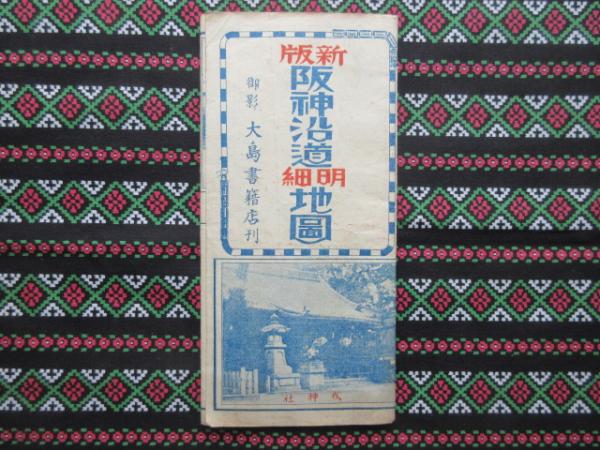 新版
阪神沿道
明細
地圖
御影 大島書籍店刊
神社